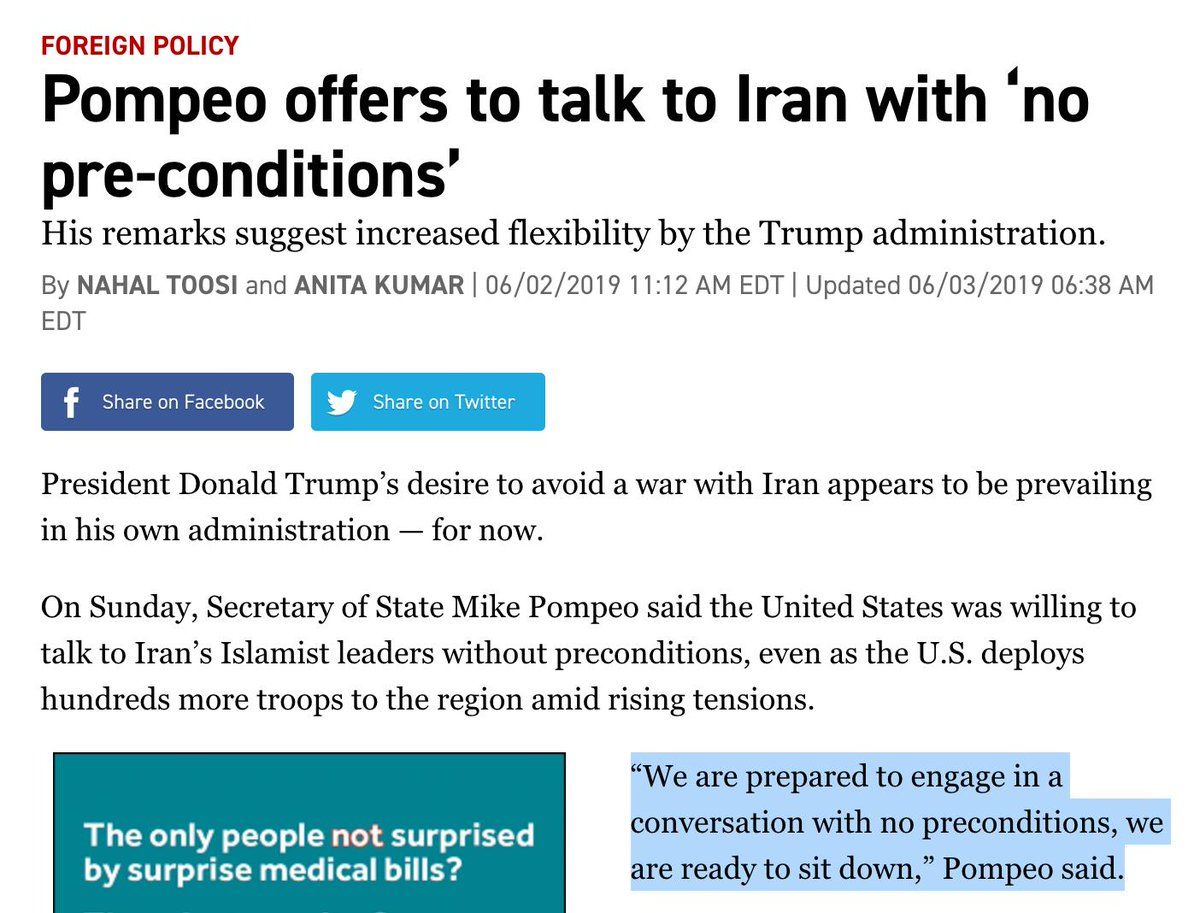 FOREIGN POLICY
Pompeo offers to talk to Iran with ‘no
pre-conditions’
His remarks suggest increased flexibility by the Trump administration.
By NAHAL TOOSI and ANITA KUMAR | 06/02/2019 11:12 AM EDT | Updated 06/03/2019 06:38 AM
EDT
f Share on Facebook
Share on Twitter
President Donald Trump’s desire to avoid a war with Iran appears to be prevailing
in his own administration — for now.
On Sunday, Secretary of State Mike Pompeo said the United States was willing to
talk to Iran’s Islamist leaders without preconditions, even as the U.S. deploys
hundreds more troops to the region amid rising tensions.
The only people not surprised
by surprise medical bills?
“We are prepared to engage in a
conversation with no preconditions, we
are ready to sit down,” Pompeo said.